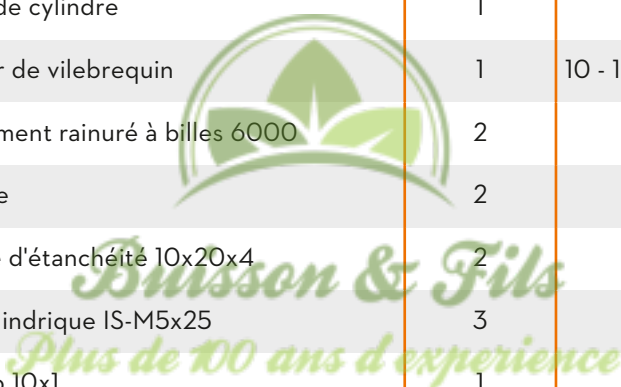 de cylindre 1
r de vilebrequin 1 10 - 1
ment rainuré à billes 6000 2
e 2
d'étanchéité 10x20x4 2
Buisson & Fils
indrique IS-M5x25 3
Plus de 100 ans d'experience
10x1 1